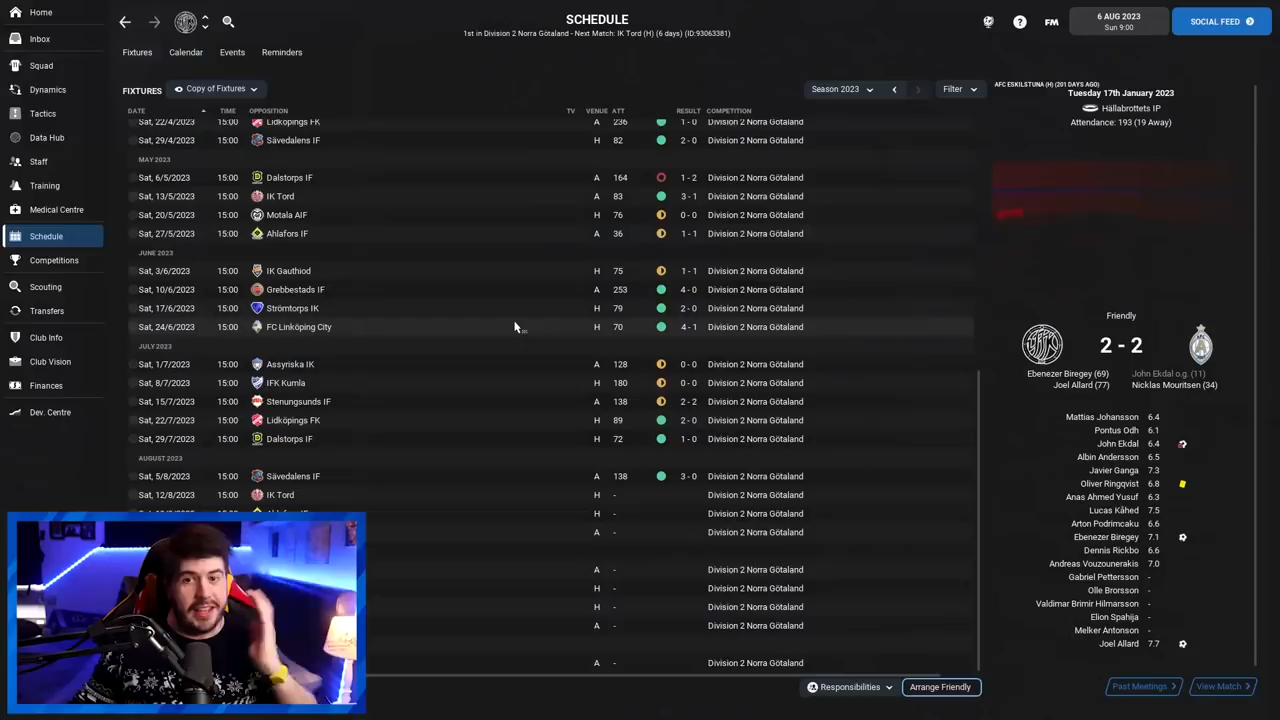 Home
Inbox
Squad
Dynamics
Tactics
Data Hub
Staff
Training
Medical Centre
Schedule
Competitions
Scouting
Transfers
Club Info
Club Vision
Finances
Dev. Centre
SCHEDULE
1st in Division 2 Norra Götaland - Next Match: IK Tord (H) (6 days) (ID:93063381)
FM
6 AUG 2023
Sun 9:00
SOCIAL FEED
Fixtures Calendar Events Reminders
FIXTURES Copy of Fixtures Season 2023 Filter
DATE TIME OPPOSITION TV VENUE ATT RESULT COMPETITION
Sat, 22/4/2023 15:00 Lidköpings FK A 236 1 - 0 Division 2 Norra Götaland
Sat, 29/4/2023 15:00 Sävedalens IF H 82 2 - 0 Division 2 Norra Götaland
MAY 2023
Sat, 6/5/2023 15:00 Dalstorps IF A 164 1 - 2 Division 2 Norra Götaland
Sat, 13/5/2023 15:00 IK Tord A 83 3 - 1 Division 2 Norra Götaland
Sat, 20/5/2023 15:00 Motala AIF H 76 0 - 0 Division 2 Norra Götaland
Sat, 27/5/2023 15:00 Ahlafors IF A 36 1 - 1 Division 2 Norra Götaland
JUNE 2023
Sat, 3/6/2023 15:00 IK Gauthiod H 75 1 - 1 Division 2 Norra Götaland
Sat, 10/6/2023 15:00 Grebbestads IF A 253 4 - 0 Division 2 Norra Götaland
Sat, 17/6/2023 15:00 Strömtorps IK H 79 2 - 0 Division 2 Norra Götaland
Sat, 24/6/2023 15:00 FC Linköping City H 70 4 - 1 Division 2 Norra Götaland
JULY 2023
Sat, 1/7/2023 15:00 Assyriska IK A 128 0 - 0 Division 2 Norra Götaland
Sat, 8/7/2023 15:00 IFK Kumla H 180 0 - 0 Division 2 Norra Götaland
Sat, 15/7/2023 15:00 Stenungsunds IF A 138 2 - 2 Division 2 Norra Götaland
Sat, 22/7/2023 15:00 Lidköpings FK H 89 2 - 0 Division 2 Norra Götaland
Sat, 29/7/2023 15:00 Dalstorps IF H 72 1 - 0 Division 2 Norra Götaland
AUGUST 2023
Sat, 5/8/2023 15:00 Sävedalens IF A 138 3 - 0 Division 2 Norra Götaland
Sat, 12/8/2023 15:00 IK Tord H - Division 2 Norra Götaland
H - Division 2 Norra Götaland
A - Division 2 Norra Götaland
A - Division 2 Norra Götaland
H - Division 2 Norra Götaland
H - Division 2 Norra Götaland
A - Division 2 Norra Götaland
A - Division 2 Norra Götaland
Responsibilities
Arrange Friendly
AFC ESKILSTUNA (H) (201 DAYS AGO)
Tuesday 17th January 2023
Hällabrottets IP
Attendance: 193 (19 Away)
Friendly
2 - 2
Ebenezer Biregey (69) John Ekdal o.g. (11)
Joel Allard (77) Nicklas Mouritsen (34)
Mattias Johansson 6.4
Pontus Odh 6.1
John Ekdal 6.4
Albin Andersson 6.5
Javier Ganga 7.3
Oliver Ringqvist 6.8
Anas Ahmed Yusuf 6.3
Lucas Kåhed 7.5
Arton Podrimcaku 6.6
Ebenezer Biregey 7.1
Dennis Rickbo 6.6
Andreas Vouzounerakis 7.0
Gabriel Pettersson -
Olle Brorsson -
Valdimar Brimir Hilmarsson -
Elion Spahija -
Melker Antonson -
Joel Allard 7.7
Past Meetings
View Match